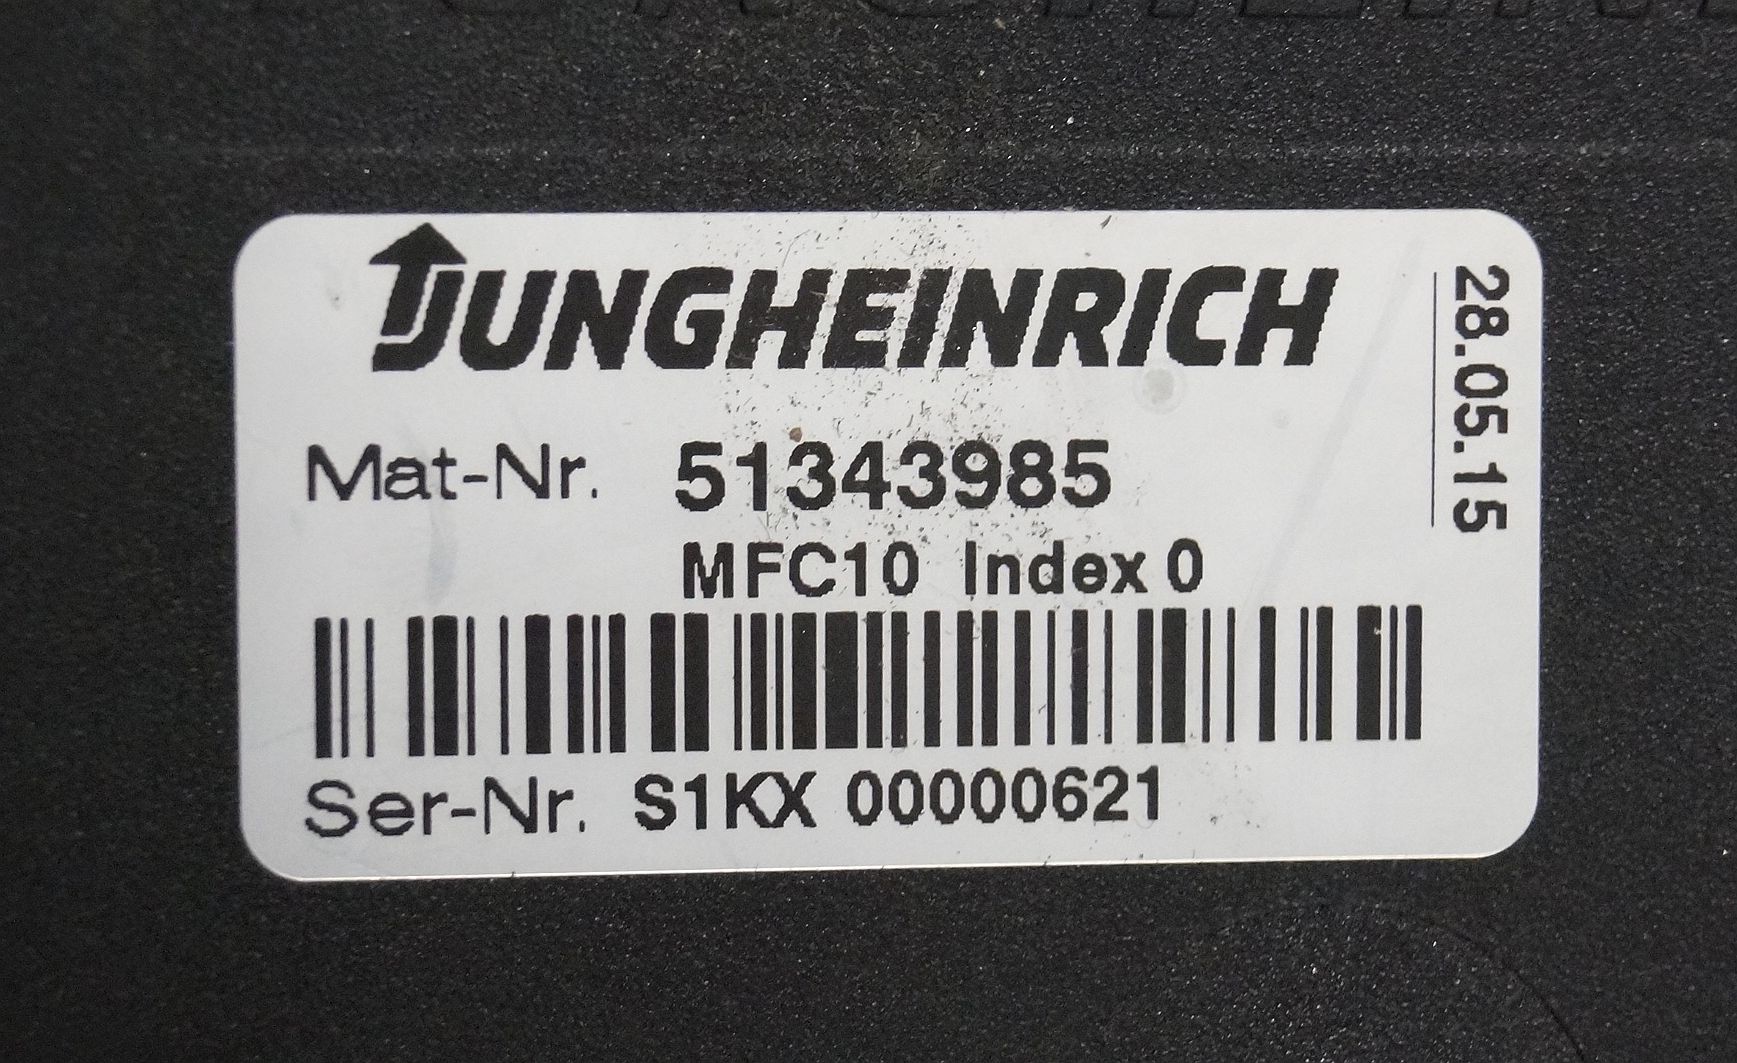 JUNGHEINRICH
28.05.15
Mat-Nr. 51343985
MFC10 Index 0
Ser-Nr. S1KX 00000621